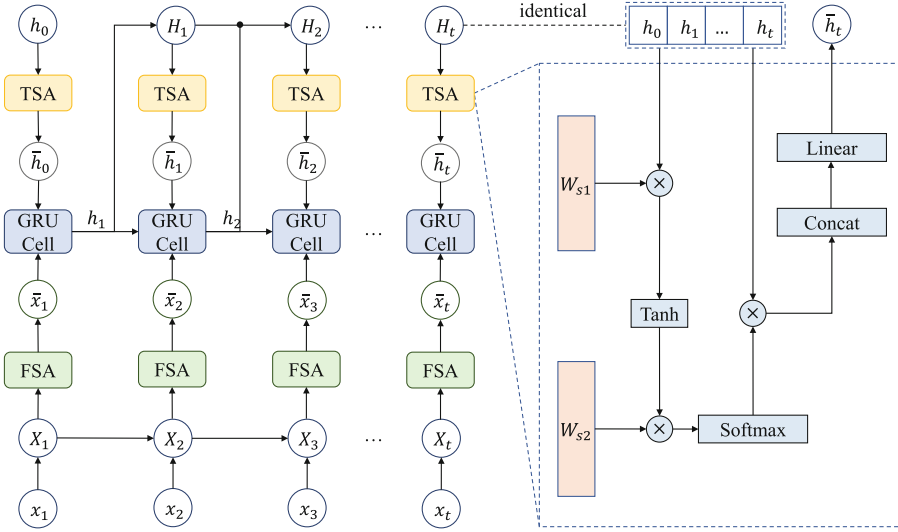 h₀ H₁ H₂ ... Hₜ identical h₀ h₁ ... hₜ h̅ₜ
TSA TSA TSA TSA
h̅₀ h̅₁ h̅₂ h̅ₜ
GRU Cell h₁ GRU Cell h₂ GRU Cell ... GRU Cell
x̅₁ x̅₂ x̅₃ x̅ₜ
FSA FSA FSA FSA
X₁ X₂ X₃ ... Xₜ
x₁ x₂ x₃ xₜ
Linear
Wₛ₁ ×
Concat
Tanh ×
Wₛ₂ × Softmax